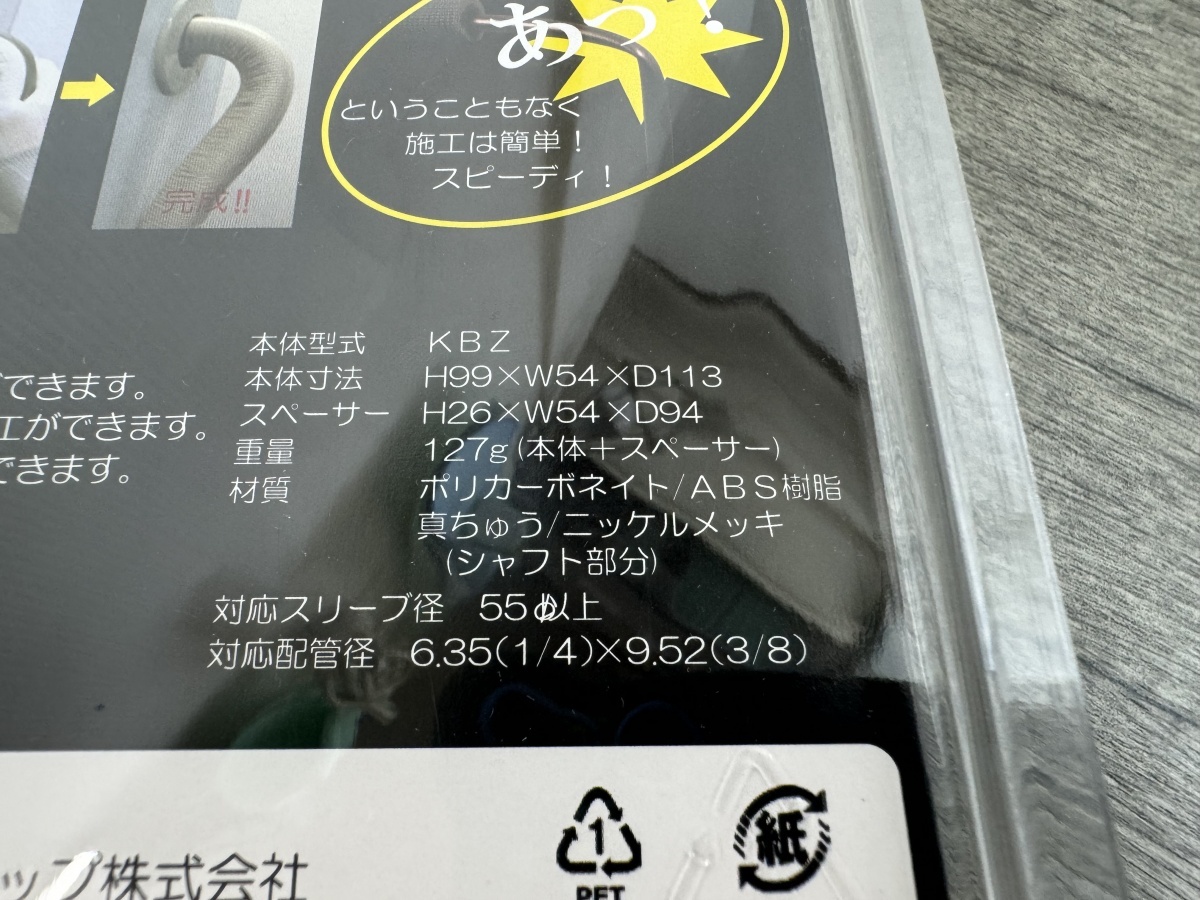 あっ!
ということもなく
施工は簡単!
スピーディ!
完成!!
できます。
工ができます。
できます。
本体型式 KBZ
本体寸法 H99×W54×D113
スペーサー H26×W54×D94
重量 127g(本体+スペーサー)
材質 ポリカーボネイト/ABS樹脂
真ちゅう/ニッケルメッキ
(シャフト部分)
対応スリーブ径 55φ以上
対応配管径 6.35(1/4)×9.52(3/8)
ップ株式会社
1
PET
紙